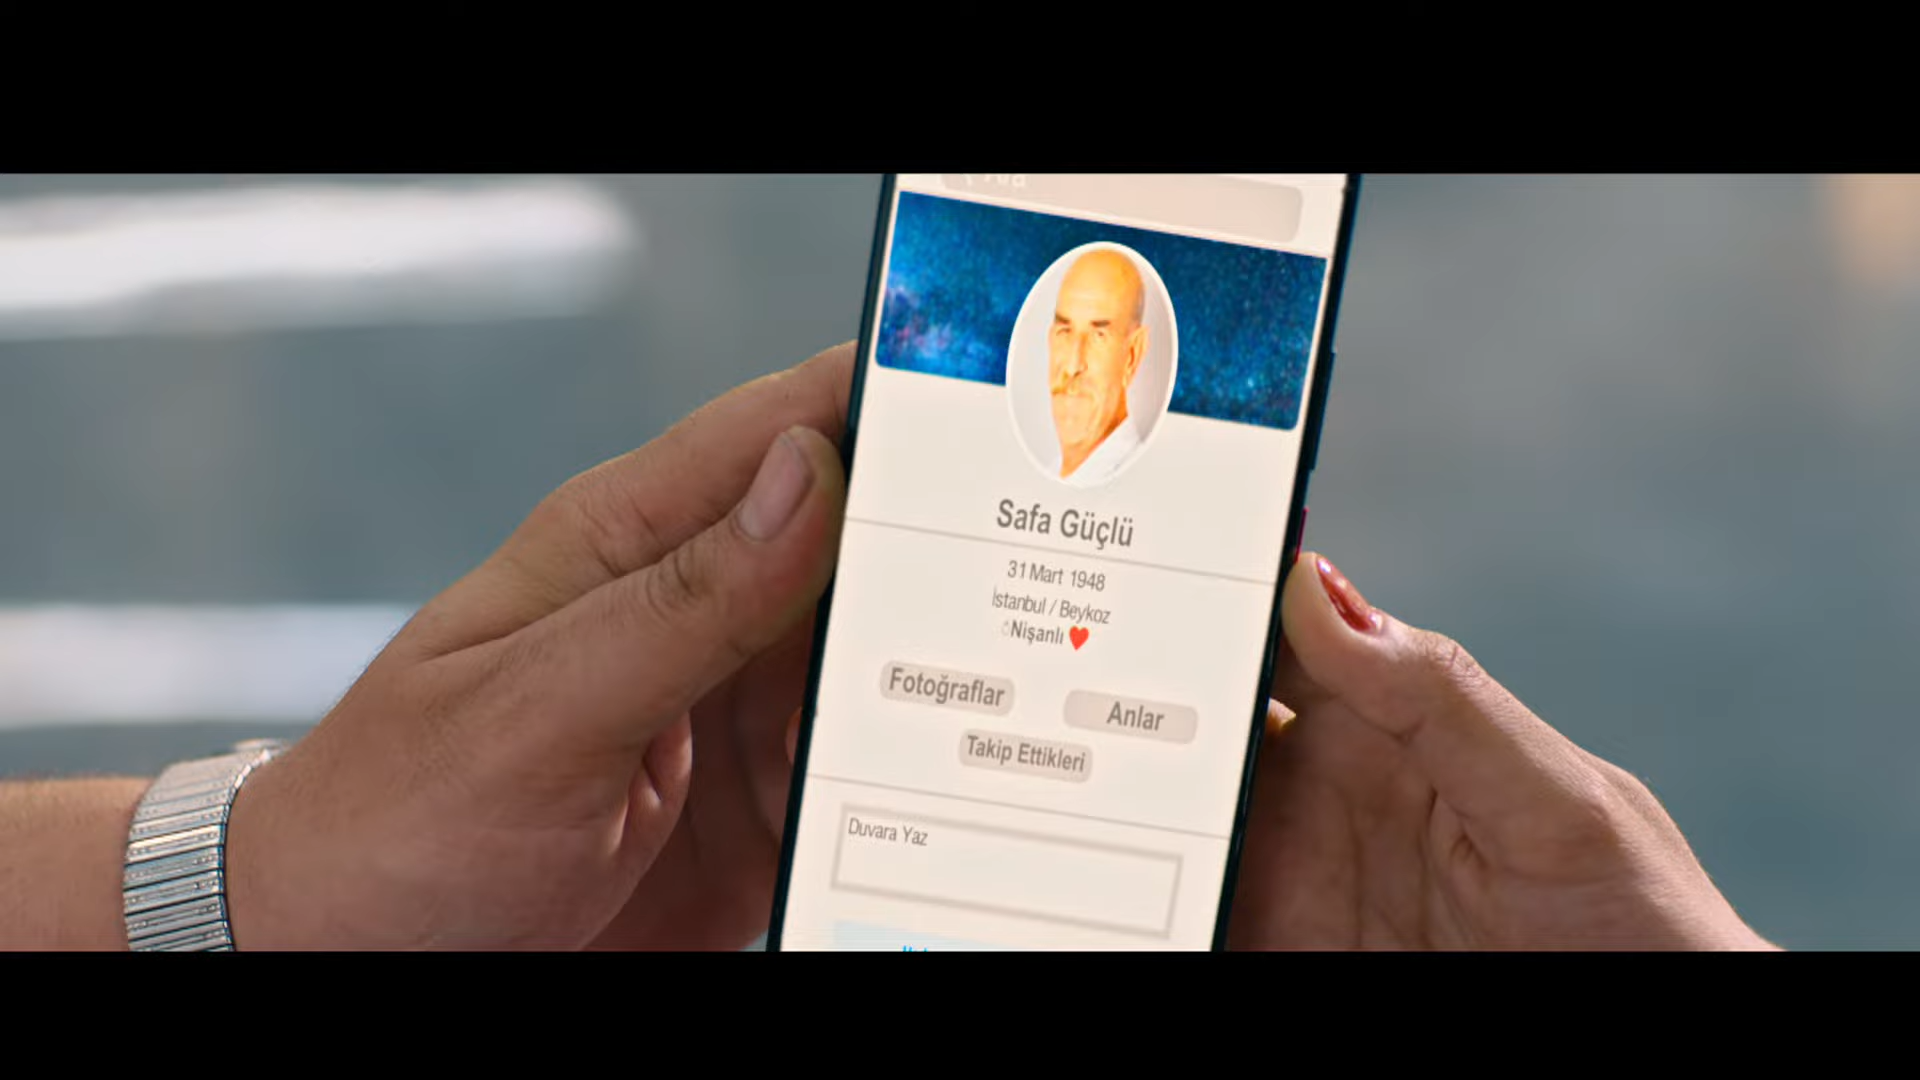 Safa Güçlü
31 Mart 1948
İstanbul / Beykoz
Nişanlı ❤️
Fotoğraflar
Anlar
Takip Ettikleri
Duvara Yaz